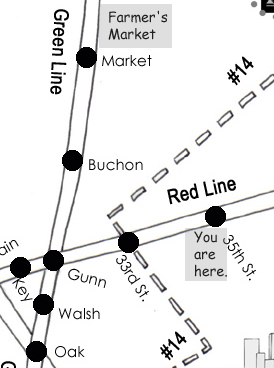 Farmer's
Market
Green Line
Market
#14
Buchon
Red Line
You
are
here.
35th St.
33rd St.
Gunn
Key
Walsh
#14
Oak